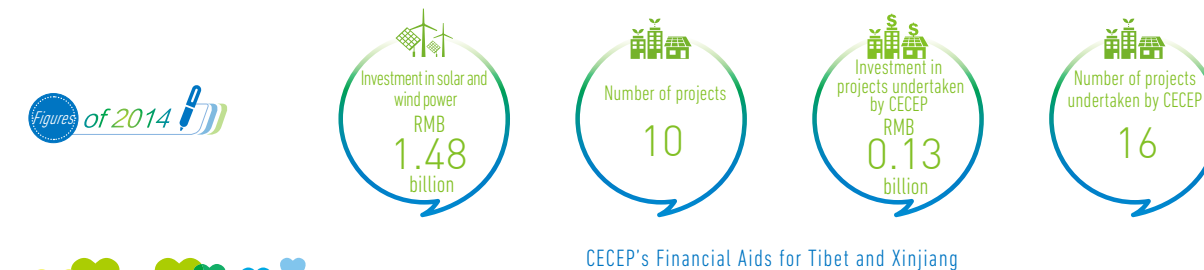 Figures of 2014
Investment in solar and
wind power
RMB
1.48
billion
Number of projects
10
$
$
$
Investment in
projects undertaken
by CECEP
RMB
0.13
billion
Number of projects
undertaken by CECEP
16
CECEP's Financial Aids for Tibet and Xinjiang